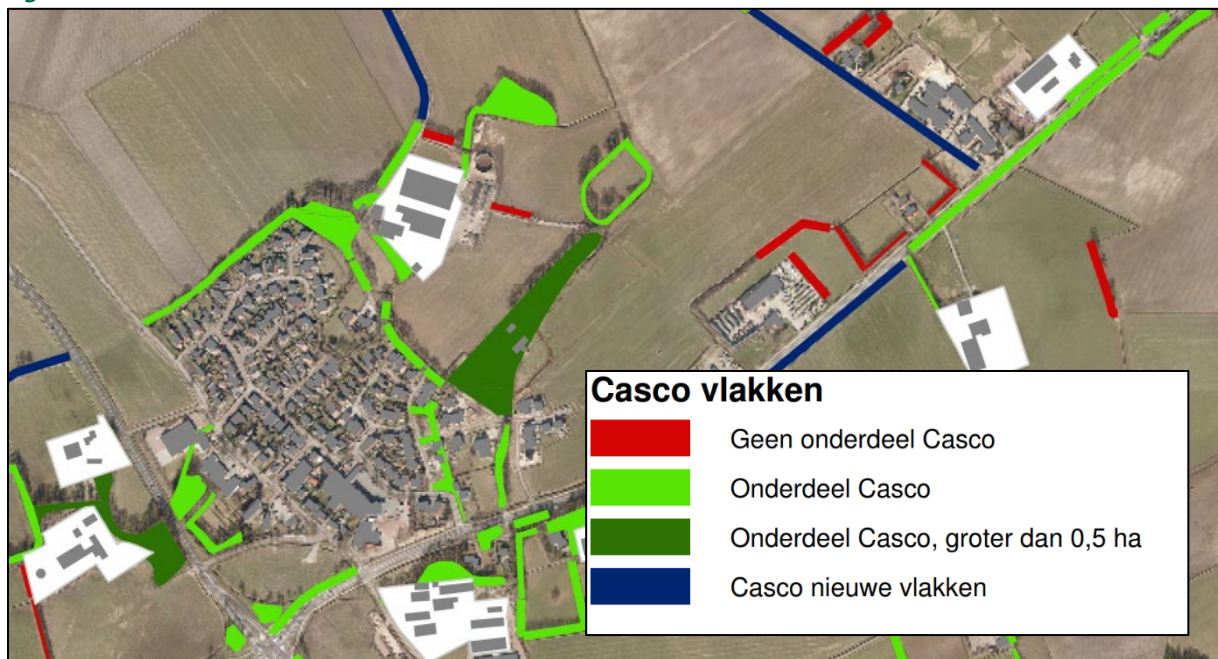 Casco vlakken
Geen onderdeel Casco
Onderdeel Casco
Onderdeel Casco, groter dan 0,5 ha
Casco nieuwe vlakken